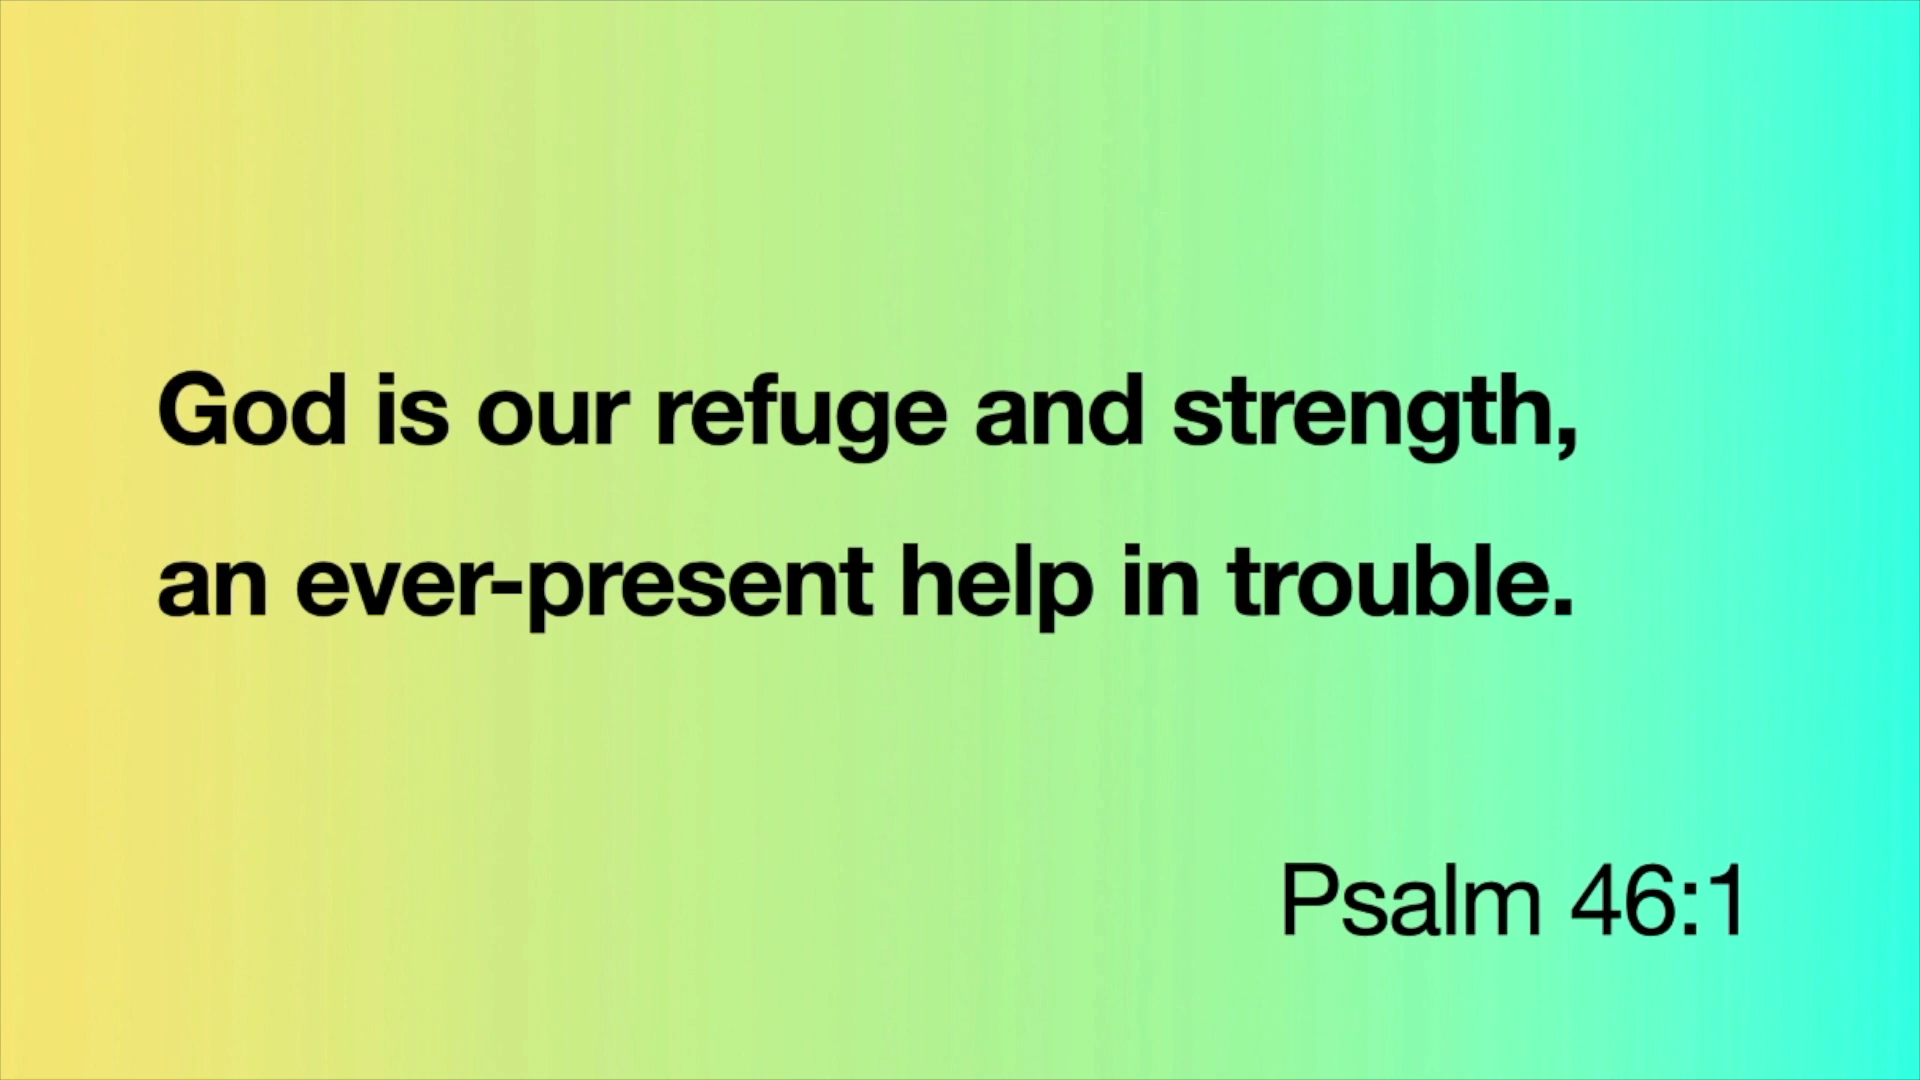 God is our refuge and strength,
an ever-present help in trouble.
Psalm 46:1